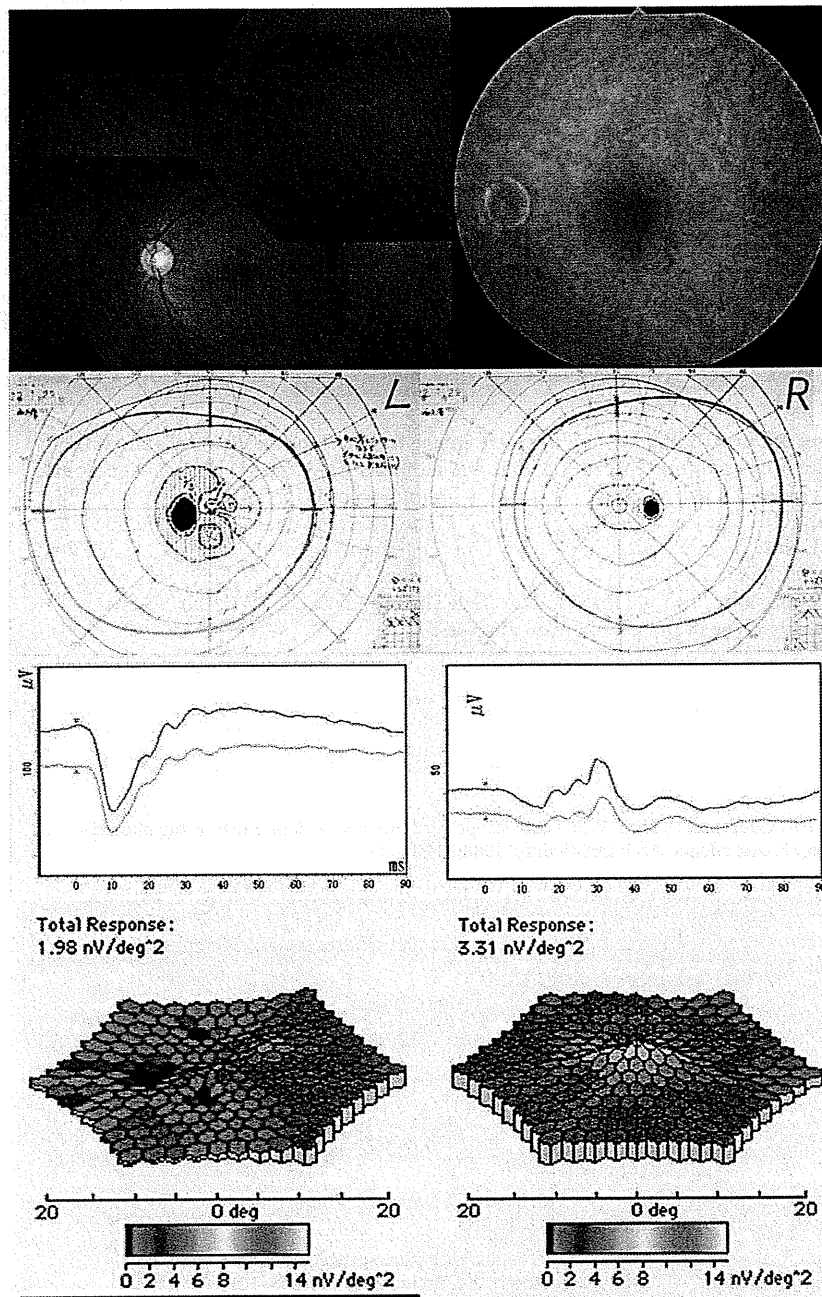 L
R
μV
100
ms
0 10 20 30 40 50 60 70 80 90
μV
50
0 10 20 30 40 50 60 70 80 90
Total Response:
1.98 nV/deg^2
Total Response:
3.31 nV/deg^2
20 0 deg 20
0 2 4 6 8 14 nV/deg^2
20 0 deg 20
0 2 4 6 8 14 nV/deg^2